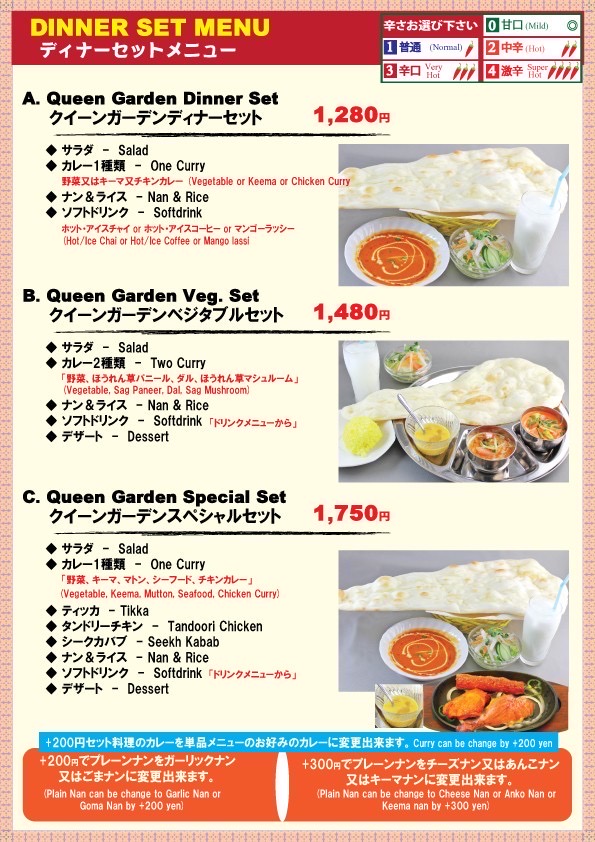 DINNER SET MENU
ディナーセットメニュー
辛さお選び下さい
0 甘口 (Mild)
1 普通 (Normal)
2 中辛 (Hot)
3 辛口 Very Hot
4 激辛 Super Hot
A. Queen Garden Dinner Set
クイーンガーデンディナーセット 1,280円
◆ サラダ － Salad
◆ カレー1種類 － One Curry
野菜又はキーマ又チキンカレー (Vegetable or Keema or Chicken Curry
◆ ナン＆ライス － Nan & Rice
◆ ソフトドリンク － Softdrink
ホット・アイスチャイ or ホット・アイスコーヒー or マンゴーラッシー
(Hot/Ice Chai or Hot/Ice Coffee or Mango lassi
B. Queen Garden Veg. Set
クイーンガーデンベジタブルセット 1,480円
◆ サラダ － Salad
◆ カレー2種類 － Two Curry
「野菜、ほうれん草パニール、ダル、ほうれん草マシュルーム」
(Vegetable, Sag Paneer, Dal, Sag Mushroom)
◆ ナン＆ライス － Nan & Rice
◆ ソフトドリンク － Softdrink 「ドリンクメニューから」
◆ デザート － Dessert
C. Queen Garden Special Set
クイーンガーデンスペシャルセット 1,750円
◆ サラダ － Salad
◆ カレー1種類 － One Curry
「野菜、キーマ、マトン、シーフード、チキンカレー」
(Vegetable, Keema, Mutton, Seafood, Chicken Curry)
◆ ティッカ － Tikka
◆ タンドリーチキン － Tandoori Chicken
◆ シークカバブ － Seekh Kabab
◆ ナン＆ライス － Nan & Rice
◆ ソフトドリンク － Softdrink 「ドリンクメニューから」
◆ デザート － Dessert
+200円セット料理のカレーを単品メニューのお好みのカレーに変更出来ます。Curry can be change by +200 yen
+200円でプレーンナンをガーリックナン
又はごまナンに変更出来ます。
(Plain Nan can be change to Garlic Nan or
Goma Nan by +200 yen)
+300円でプレーンナンをチーズナン又はあんこナン
又はキーマナンに変更出来ます。
(Plain Nan can be change to Cheese Nan or Anko Nan or
Keema nan by +300 yen)